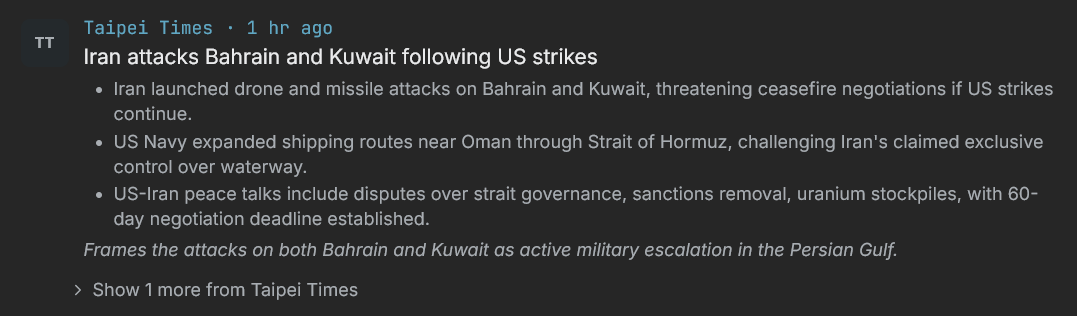 TT
Taipei Times · 1 hr ago
Iran attacks Bahrain and Kuwait following US strikes
• Iran launched drone and missile attacks on Bahrain and Kuwait, threatening ceasefire negotiations if US strikes
continue.
• US Navy expanded shipping routes near Oman through Strait of Hormuz, challenging Iran's claimed exclusive
control over waterway.
• US-Iran peace talks include disputes over strait governance, sanctions removal, uranium stockpiles, with 60-
day negotiation deadline established.
Frames the attacks on both Bahrain and Kuwait as active military escalation in the Persian Gulf.
> Show 1 more from Taipei Times